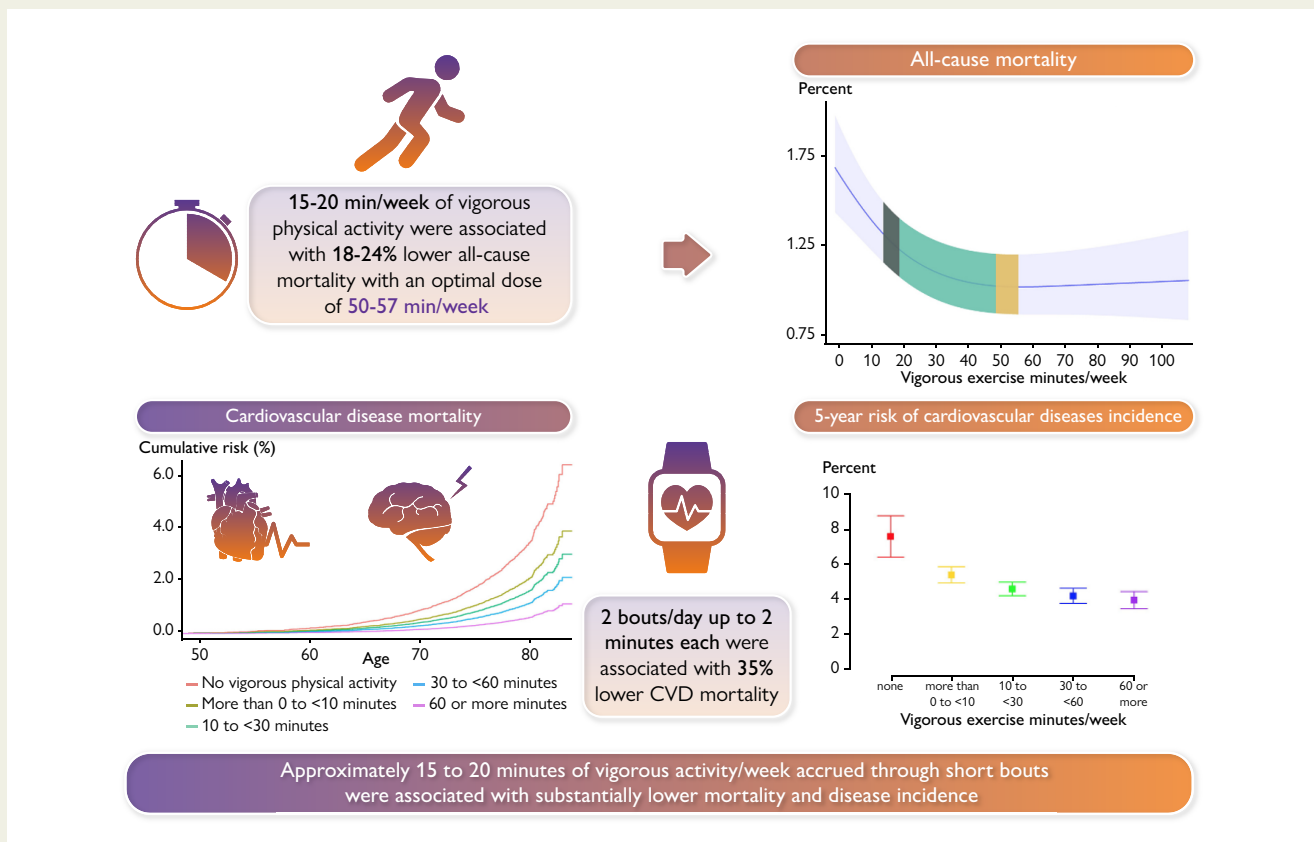 15-20 min/week of vigorous
physical activity were associated
with 18-24% lower all-cause
mortality with an optimal dose
of 50-57 min/week
All-cause mortality
Percent
1.75
1.25
0.75
0 10 20 30 40 50 60 70 80 90 100
Vigorous exercise minutes/week
Cardiovascular disease mortality
Cumulative risk (%)
6.0
4.0
2.0
0.0
50 60 70 80
Age
No vigorous physical activity
More than 0 to <10 minutes
10 to <30 minutes
30 to <60 minutes
60 or more minutes
2 bouts/day up to 2
minutes each were
associated with 35%
lower CVD mortality
5-year risk of cardiovascular diseases incidence
Percent
10
8
6
4
2
0
none
more than
0 to <10
10 to
<30
30 to
<60
60 or
more
Vigorous exercise minutes/week
Approximately 15 to 20 minutes of vigorous activity/week accrued through short bouts
were associated with substantially lower mortality and disease incidence